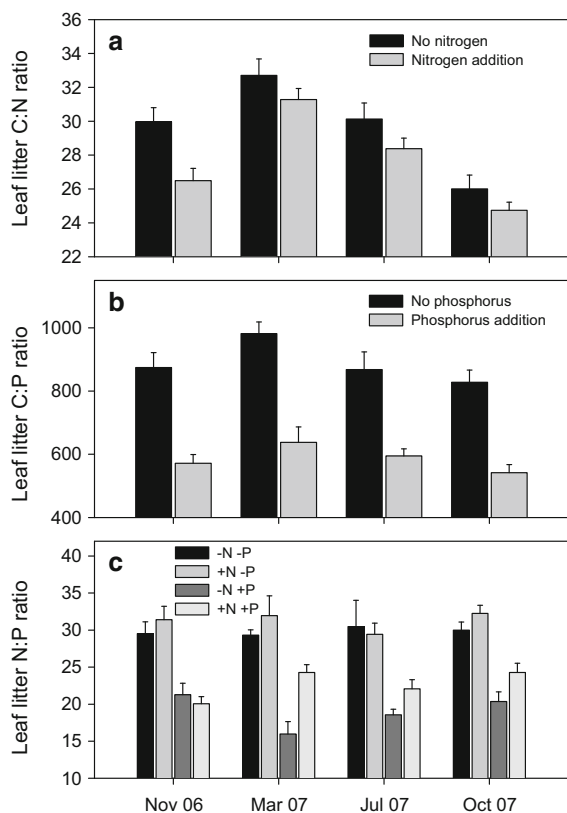 a
No nitrogen
Nitrogen addition
Leaf litter C:N ratio
36
34
32
30
28
26
24
22
b
No phosphorus
Phosphorus addition
Leaf litter C:P ratio
1000
800
600
400
c
-N -P
+N -P
-N +P
+N +P
Leaf litter N:P ratio
40
35
30
25
20
15
10
Nov 06 Mar 07 Jul 07 Oct 07